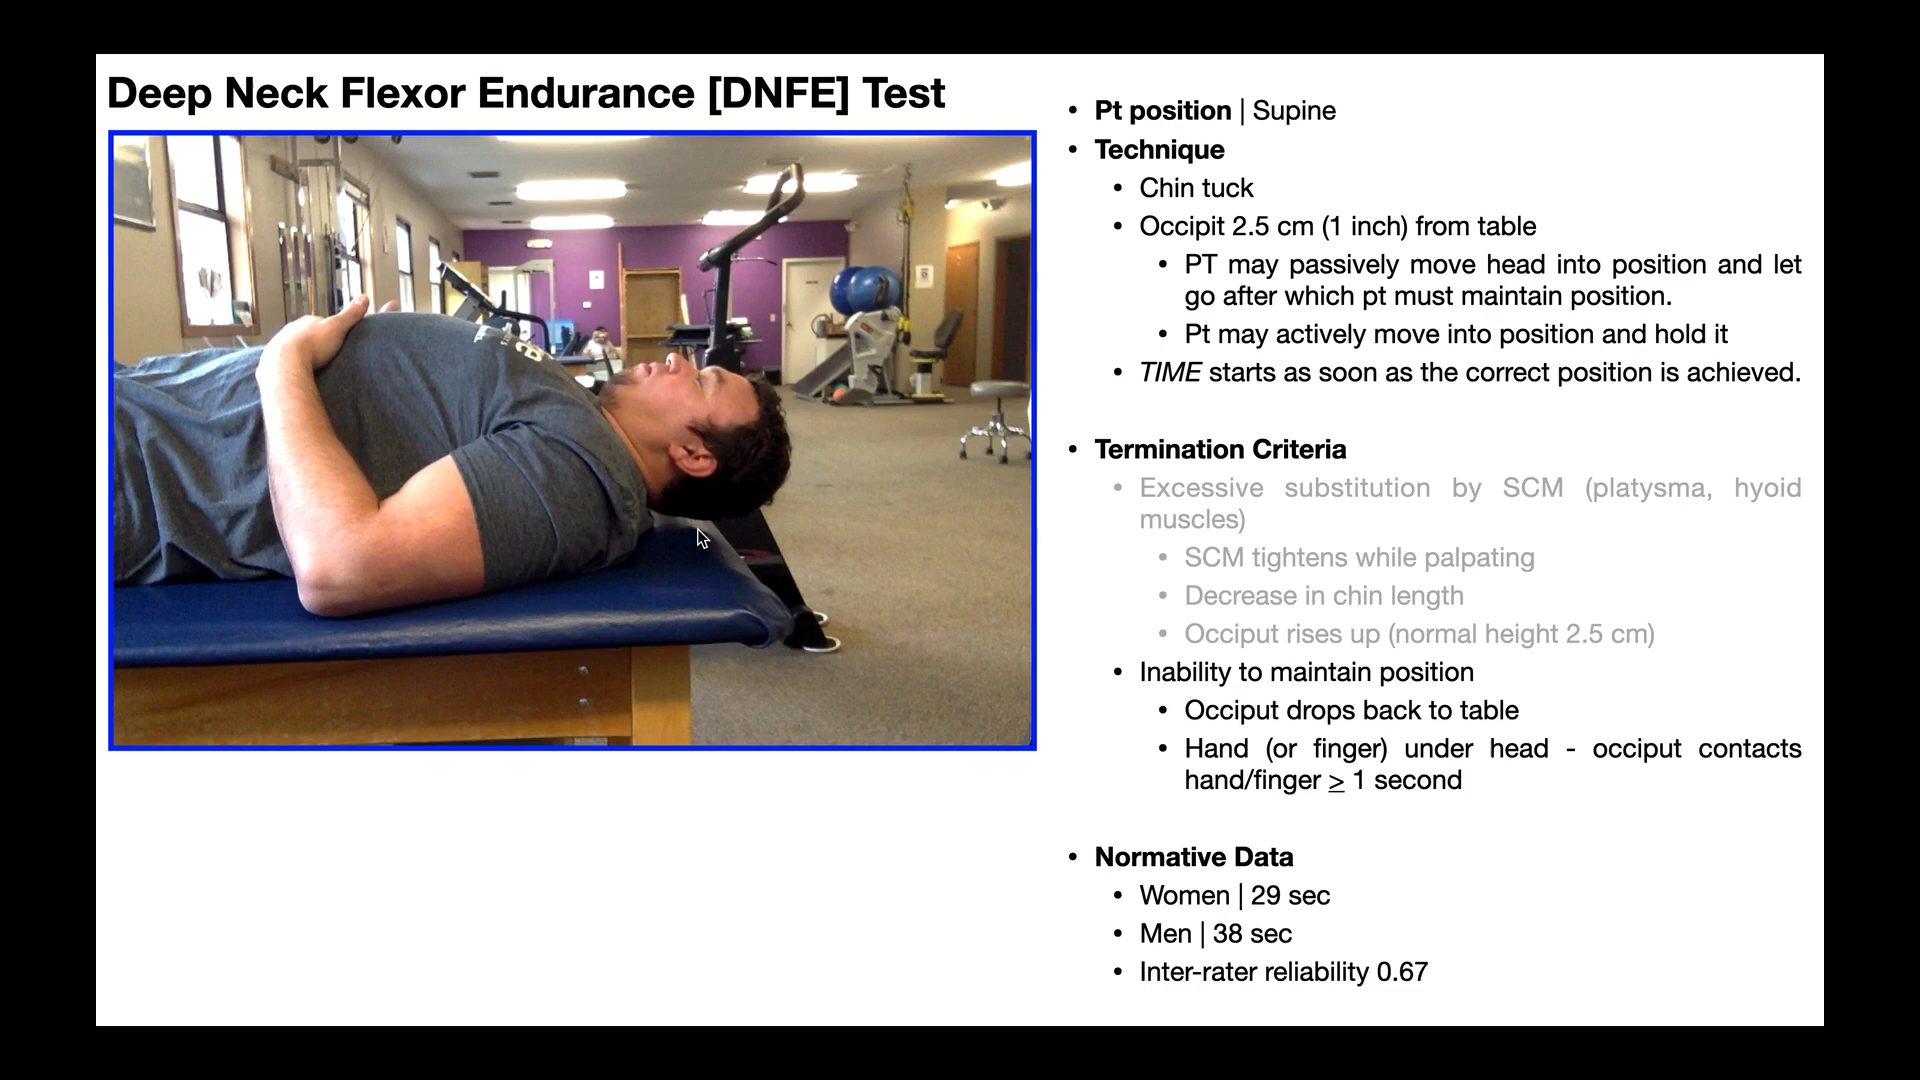 Deep Neck Flexor Endurance [DNFE] Test
• Pt position | Supine
• Technique
• Chin tuck
• Occipit 2.5 cm (1 inch) from table
• PT may passively move head into position and let
go after which pt must maintain position.
• Pt may actively move into position and hold it
• TIME starts as soon as the correct position is achieved.
• Termination Criteria
• Excessive substitution by SCM (platysma, hyoid
muscles)
• SCM tightens while palpating
• Decrease in chin length
• Occiput rises up (normal height 2.5 cm)
• Inability to maintain position
• Occiput drops back to table
• Hand (or finger) under head - occiput contacts
hand/finger ≥ 1 second
• Normative Data
• Women | 29 sec
• Men | 38 sec
• Inter-rater reliability 0.67